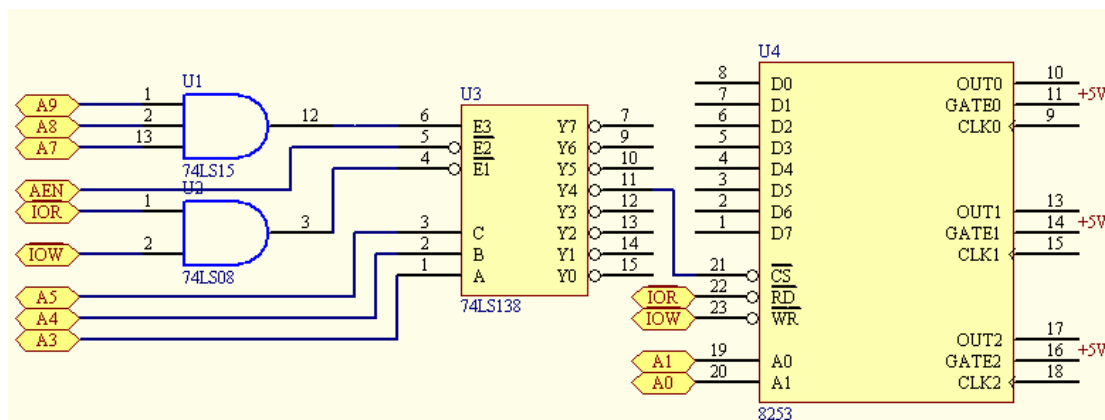 U1
A9 1
A8 2 12
A7 13
74LS15
AEN
U2
IOR 1
IOW 2 3
74LS08
A5
A4
A3
U3
6 E3 Y7 7
5 E2 Y6 9
4 E1 Y5 10
Y4 11
Y3 12
3 C Y2 13
2 B Y1 14
1 A Y0 15
74LS138
U4
8 D0 OUT0 10
7 D1 GATE0 11 +5V
6 D2 CLK0 9
5 D3
4 D4
3 D5
2 D6 OUT1 13
1 D7 GATE1 14 +5V
CLK1 15
21 CS
IOR 22 RD
IOW 23 WR
OUT2 17
A1 19 A0 GATE2 16 +5V
A0 20 A1 CLK2 18
8253